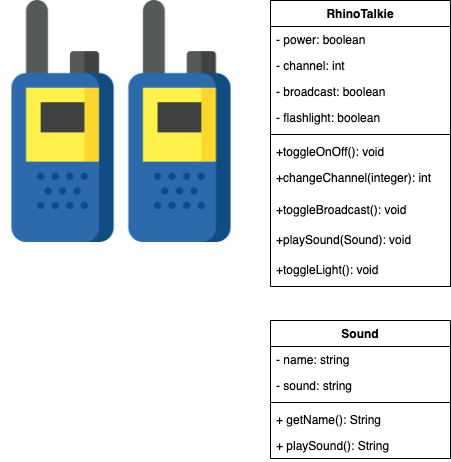 RhinoTalkie
- power: boolean
- channel: int
- broadcast: boolean
- flashlight: boolean
+toggleOnOff(): void
+changeChannel(integer): int
+toggleBroadcast(): void
+playSound(Sound): void
+toggleLight(): void
Sound
- name: string
- sound: string
+ getName(): String
+ playSound(): String